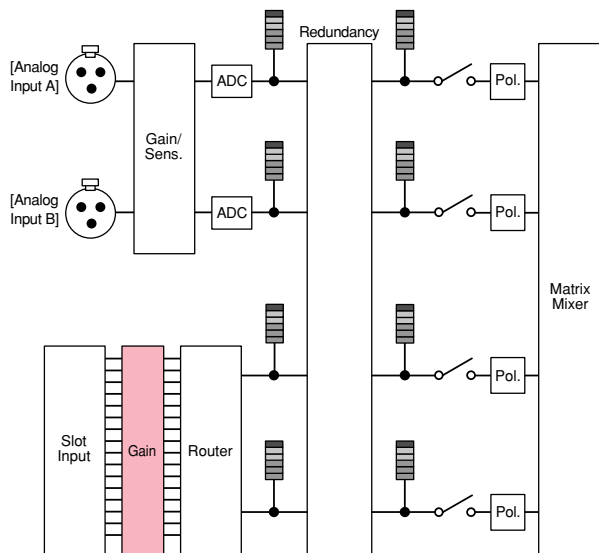 Redundancy
[Analog
Input A]
ADC
Pol.
Gain/
Sens.
[Analog
Input B]
ADC
Pol.
Matrix
Mixer
Pol.
Slot
Input
Gain
Router
Pol.